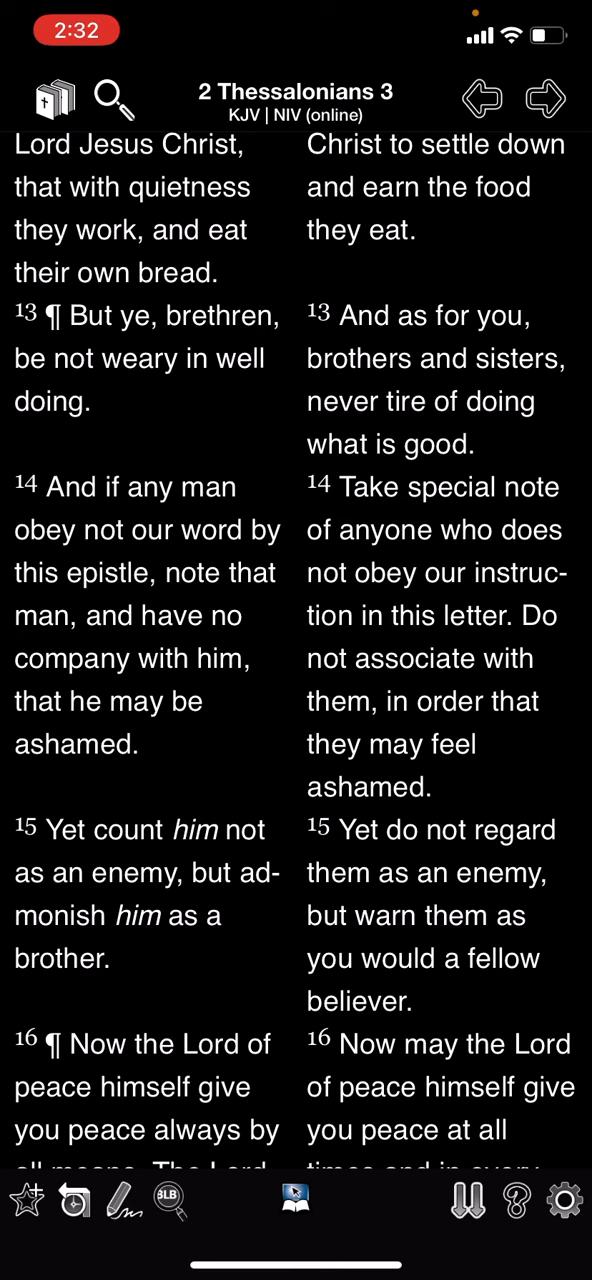 2:32
2 Thessalonians 3
KJV | NIV (online)
Lord Jesus Christ,
that with quietness
they work, and eat
their own bread.
13 ¶ But ye, brethren,
be not weary in well
doing.
14 And if any man
obey not our word by
this epistle, note that
man, and have no
company with him,
that he may be
ashamed.
15 Yet count him not
as an enemy, but ad-
monish him as a
brother.
16 ¶ Now the Lord of
peace himself give
you peace always by
all means. The Lord
Christ to settle down
and earn the food
they eat.
13 And as for you,
brothers and sisters,
never tire of doing
what is good.
14 Take special note
of anyone who does
not obey our instruc-
tion in this letter. Do
not associate with
them, in order that
they may feel
ashamed.
15 Yet do not regard
them as an enemy,
but warn them as
you would a fellow
believer.
16 Now may the Lord
of peace himself give
you peace at all
times and in every
BLB